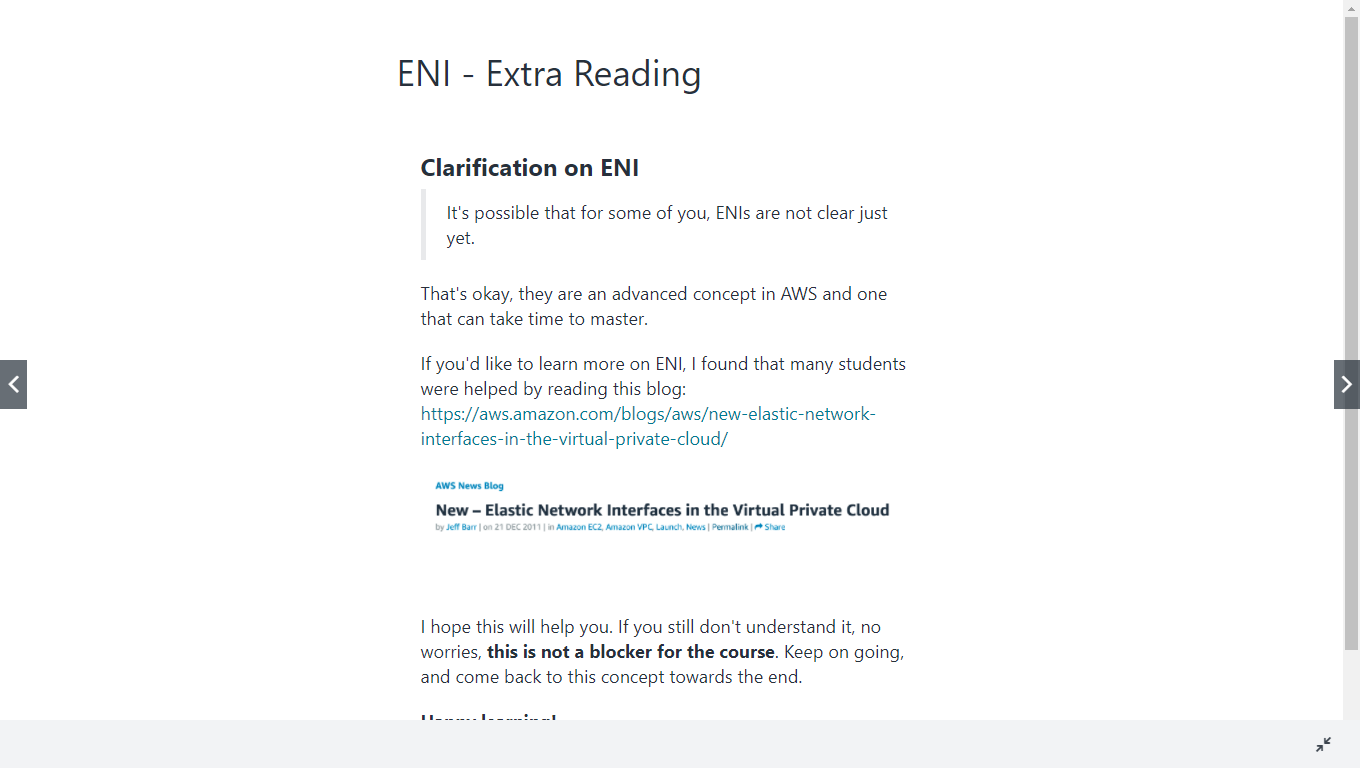 ENI - Extra Reading
Clarification on ENI
It's possible that for some of you, ENIs are not clear just
yet.
That's okay, they are an advanced concept in AWS and one
that can take time to master.
If you'd like to learn more on ENI, I found that many students
were helped by reading this blog:
https://aws.amazon.com/blogs/aws/new-elastic-network-
interfaces-in-the-virtual-private-cloud/
AWS News Blog
New – Elastic Network Interfaces in the Virtual Private Cloud
by Jeff Barr | on 21 DEC 2011 | in Amazon EC2, Amazon VPC, Launch, News | Permalink | Share
I hope this will help you. If you still don't understand it, no
worries, this is not a blocker for the course. Keep on going,
and come back to this concept towards the end.
Happy learning!